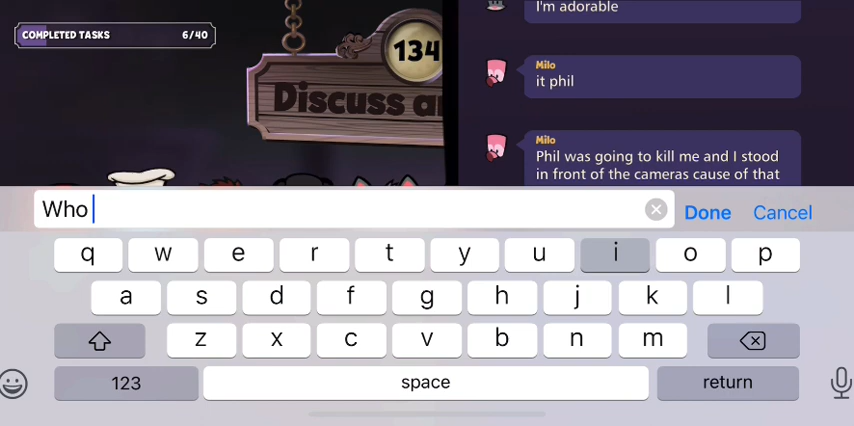 I'm adorable
COMPLETED TASKS 6/40
134
Milo
it phil
Discuss a
Milo
Phil was going to kill me and I stood
in front of the cameras cause of that
Who
Done Cancel
q w e r t y u i o p
a s d f g h j k l
z x c v b n m
123 space return